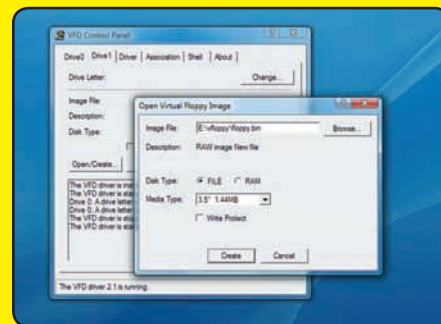 VFD Control Panel
Drive0 Drive1 Driver Association Shell About
Drive Letter:
Change...
Image File:
Description:
Disk Type:
Open/Create...
The VFD driver is
The VFD driver is
Drive 0: A drive letter
Drive 0: A drive letter
The VFD driver is
The VFD driver is
The VFD driver 2.1 is running.
Open Virtual Floppy Image
Image File: E:\vfloppy\floppy.bin Browse...
Description: RAW image New file
Disk Type: FILE RAM
Media Type: 3.5" 1.44MB
Write Protect
Create Cancel